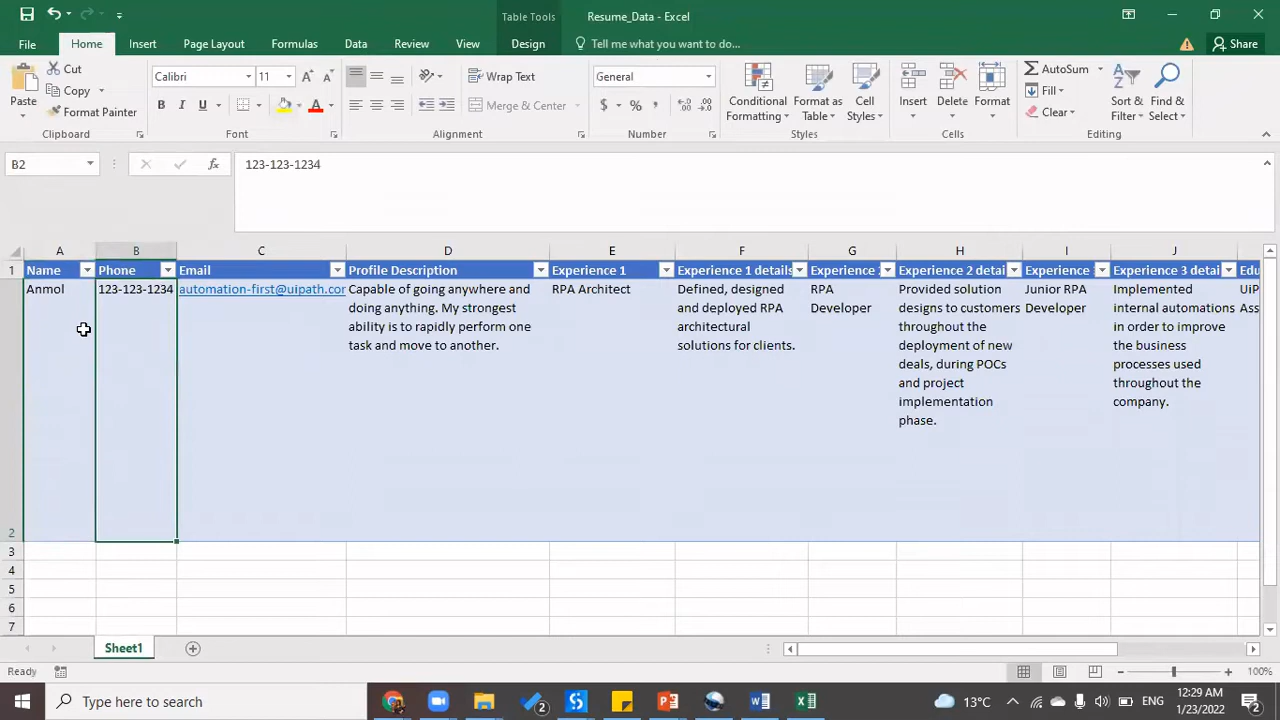 Table Tools
Resume_Data - Excel
File
Home
Insert
Page Layout
Formulas
Data
Review
View
Design
Tell me what you want to do...
Share
Paste
Cut
Copy
Format Painter
Clipboard
Calibri
11
A A
B I U
A
Font
Wrap Text
Merge & Center
Alignment
General
$ % ,
Number
Conditional
Formatting
Format as
Table
Cell
Styles
Styles
Insert
Delete
Format
Cells
AutoSum
Fill
Clear
Sort &
Filter
Find &
Select
Editing
B2
fx
123-123-1234
A B C D E F G H I J
1 Name Phone Email Profile Description Experience 1 Experience 1 details Experience Experience 2 detai Experience Experience 3 detai Edu
2
Anmol
123-123-1234
automation-first@uipath.cor
Capable of going anywhere and
doing anything. My strongest
ability is to rapidly perform one
task and move to another.
RPA Architect
Defined, designed
and deployed RPA
architectural
solutions for clients.
RPA
Developer
Provided solution
designs to customers
throughout the
deployment of new
deals, during POCs
and project
implementation
phase.
Junior RPA
Developer
Implemented
internal automations
in order to improve
the business
processes used
throughout the
company.
UiP
Ass
3
4
5
6
7
Sheet1
Ready
100%
Type here to search
2
13°C
ENG
12:29 AM
1/23/2022
2